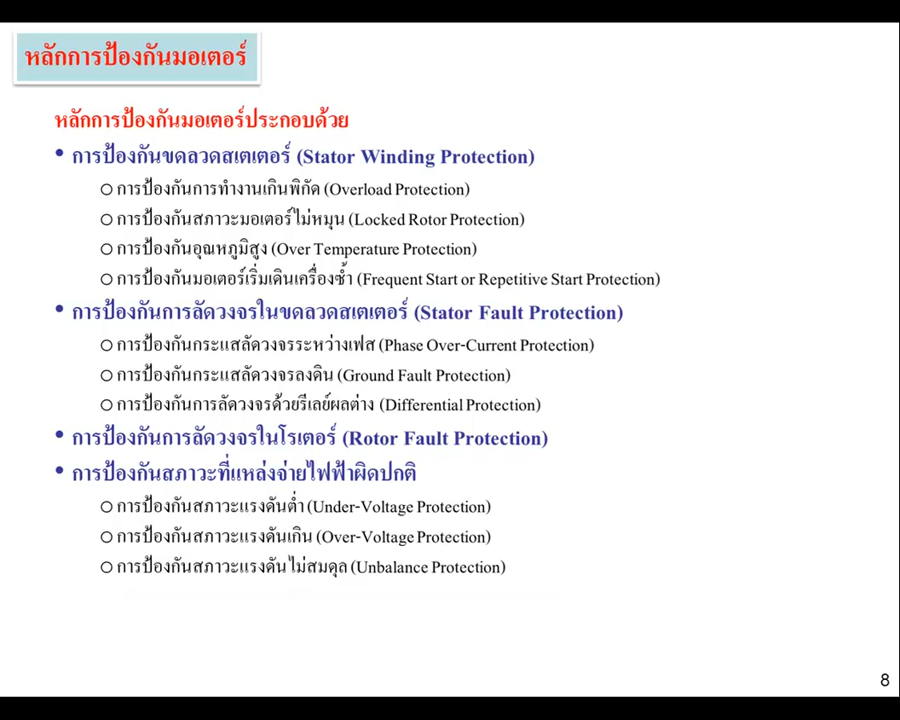 หลักการป้องกันมอเตอร์
หลักการป้องกันมอเตอร์ประกอบด้วย
• การป้องกันขดลวดสเตเตอร์ (Stator Winding Protection)
○ การป้องกันการทำงานเกินพิกัด (Overload Protection)
○ การป้องกันสภาวะมอเตอร์ไม่หมุน (Locked Rotor Protection)
○ การป้องกันอุณหภูมิสูง (Over Temperature Protection)
○ การป้องกันมอเตอร์เริ่มเดินเครื่องซ้ำ (Frequent Start or Repetitive Start Protection)
• การป้องกันการลัดวงจรในขดลวดสเตเตอร์ (Stator Fault Protection)
○ การป้องกันกระแสลัดวงจรระหว่างเฟส (Phase Over-Current Protection)
○ การป้องกันกระแสลัดวงจรลงดิน (Ground Fault Protection)
○ การป้องกันการลัดวงจรด้วยรีเลย์ผลต่าง (Differential Protection)
• การป้องกันการลัดวงจรในโรเตอร์ (Rotor Fault Protection)
• การป้องกันสภาวะที่แหล่งจ่ายไฟฟ้าผิดปกติ
○ การป้องกันสภาวะแรงดันต่ำ (Under-Voltage Protection)
○ การป้องกันสภาวะแรงดันเกิน (Over-Voltage Protection)
○ การป้องกันสภาวะแรงดันไม่สมดุล (Unbalance Protection)
8